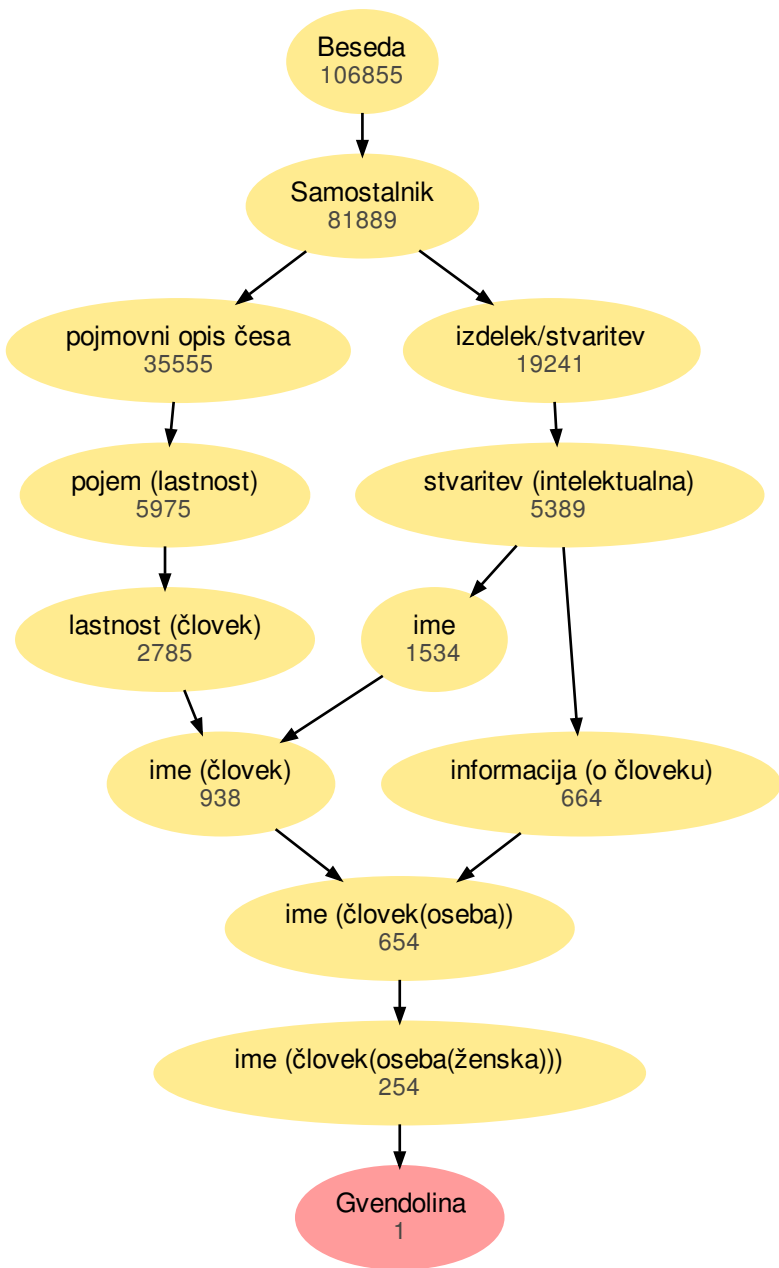 Beseda
106855
Samostalnik
81889
pojmovni opis česa
35555
izdelek/stvaritev
19241
pojem (lastnost)
5975
stvaritev (intelektualna)
5389
lastnost (človek)
2785
ime
1534
ime (človek)
938
informacija (o človeku)
664
ime (človek(oseba))
654
ime (človek(oseba(ženska)))
254
Gvendolina
1